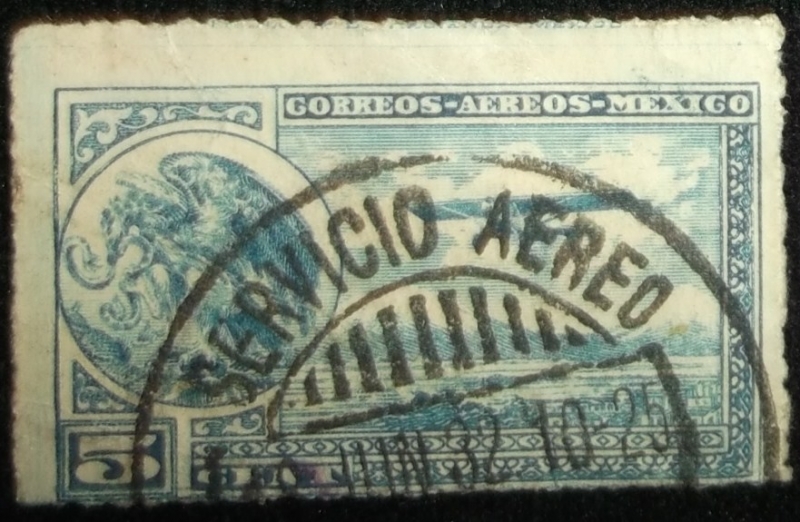 CORREOS-AEREOS-MEXICO
SERVICIO AEREO
JUN 32 10-25
5